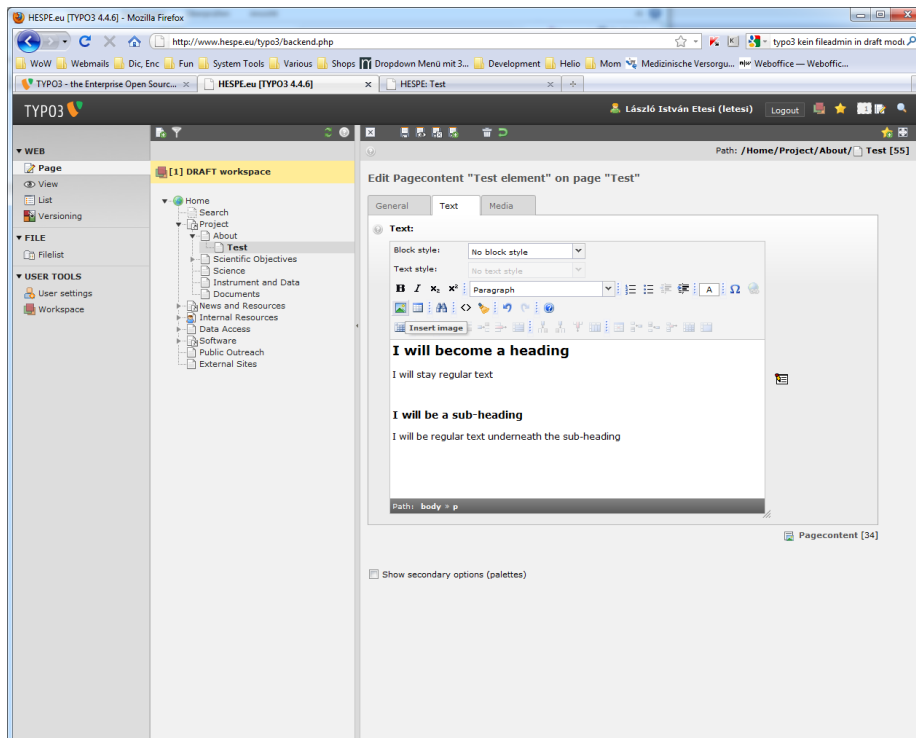 HESPE.eu [TYPO3 4.4.6] - Mozilla Firefox
http://www.hespe.eu/typo3/backend.php
typo3 kein fileadmin in draft mod
WoW Webmails Dic, Enc Fun System Tools Various Shops Dropdown Menü mit 3... Development Helio Mom Medizinische Versorgu... Weboffice — Weboffic...
TYPO3 - the Enterprise Open Sourc... HESPE.eu [TYPO3 4.4.6] HESPE: Test
TYPO3 László István Etesi (letesi) Logout 1
WEB
Page
View
List
Versioning
FILE
Filelist
USER TOOLS
User settings
Workspace
[1] DRAFT workspace
Home
Search
Project
About
Test
Scientific Objectives
Science
Instrument and Data
Documents
News and Resources
Internal Resources
Data Access
Software
Public Outreach
External Sites
Path: /Home/Project/About/ Test [55]
Edit Pagecontent "Test element" on page "Test"
General Text Media
Text:
Block style: No block style
Text style: No text style
B I x₂ x² Paragraph A Ω
Insert image
I will become a heading
I will stay regular text
I will be a sub-heading
I will be regular text underneath the sub-heading
Path: body » p
Pagecontent [34]
Show secondary options (palettes)